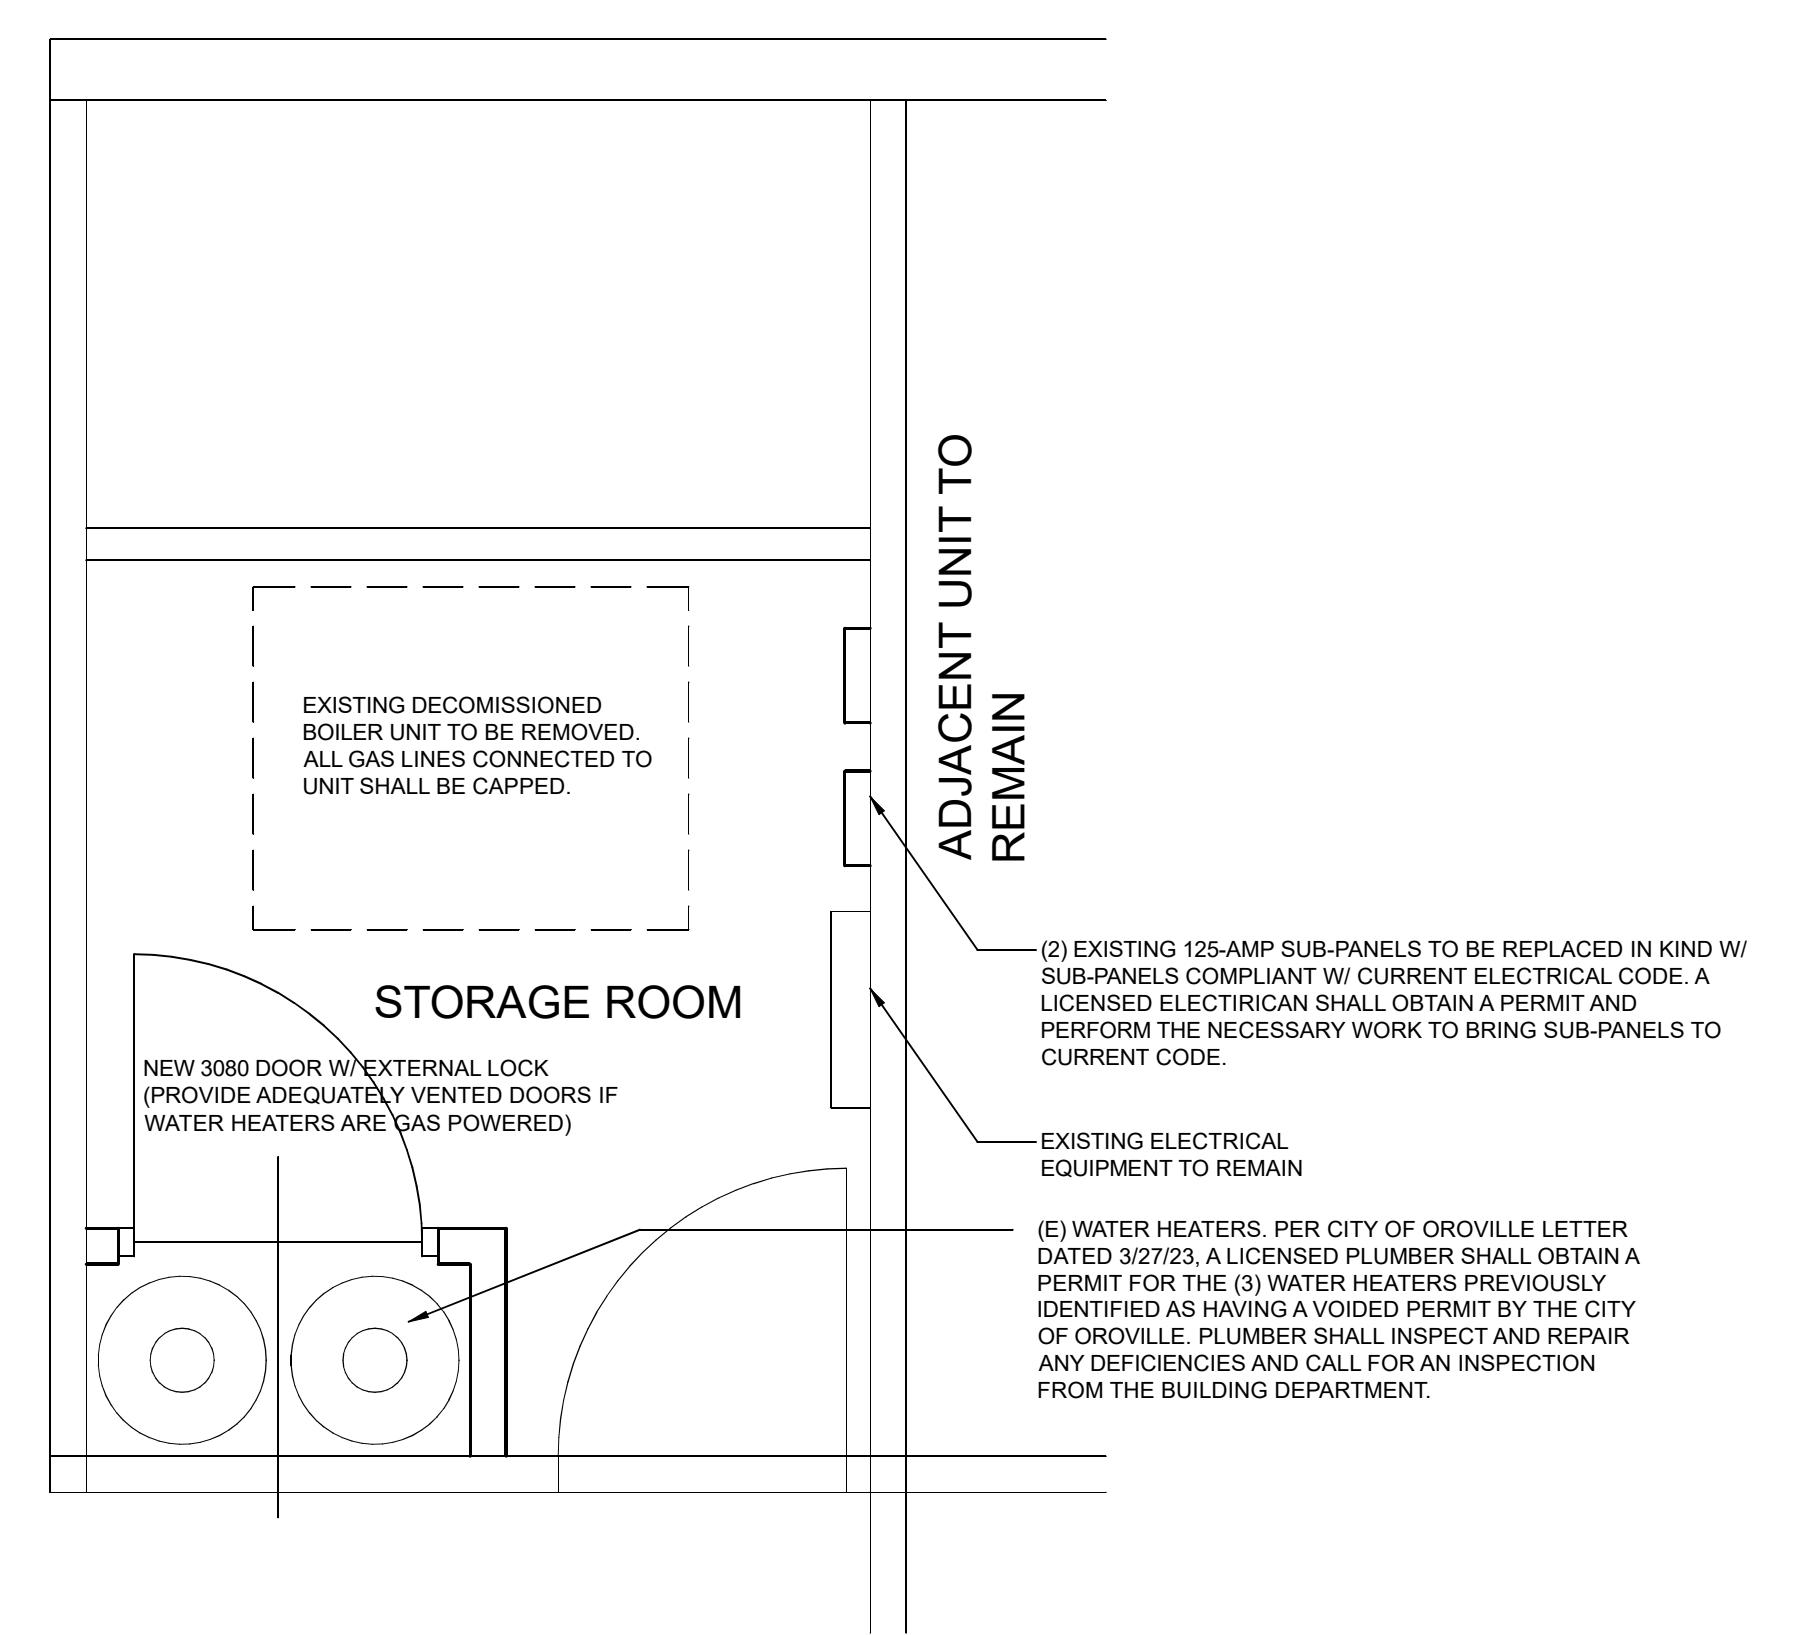 ADJACENT UNIT TO
REMAIN
EXISTING DECOMISSIONED
BOILER UNIT TO BE REMOVED.
ALL GAS LINES CONNECTED TO
UNIT SHALL BE CAPPED.
STORAGE ROOM
NEW 3080 DOOR W/ EXTERNAL LOCK
(PROVIDE ADEQUATELY VENTED DOORS IF
WATER HEATERS ARE GAS POWERED)
(2) EXISTING 125-AMP SUB-PANELS TO BE REPLACED IN KIND W/
SUB-PANELS COMPLIANT W/ CURRENT ELECTRICAL CODE. A
LICENSED ELECTIRICAN SHALL OBTAIN A PERMIT AND
PERFORM THE NECESSARY WORK TO BRING SUB-PANELS TO
CURRENT CODE.
EXISTING ELECTRICAL
EQUIPMENT TO REMAIN
(E) WATER HEATERS. PER CITY OF OROVILLE LETTER
DATED 3/27/23, A LICENSED PLUMBER SHALL OBTAIN A
PERMIT FOR THE (3) WATER HEATERS PREVIOUSLY
IDENTIFIED AS HAVING A VOIDED PERMIT BY THE CITY
OF OROVILLE. PLUMBER SHALL INSPECT AND REPAIR
ANY DEFICIENCIES AND CALL FOR AN INSPECTION
FROM THE BUILDING DEPARTMENT.